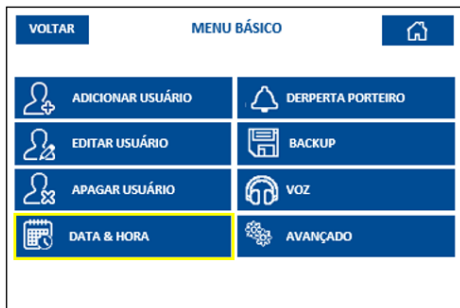 VOLTAR MENU BÁSICO
ADICIONAR USUÁRIO DERPERTA PORTEIRO
EDITAR USUÁRIO BACKUP
APAGAR USUÁRIO VOZ
DATA & HORA AVANÇADO